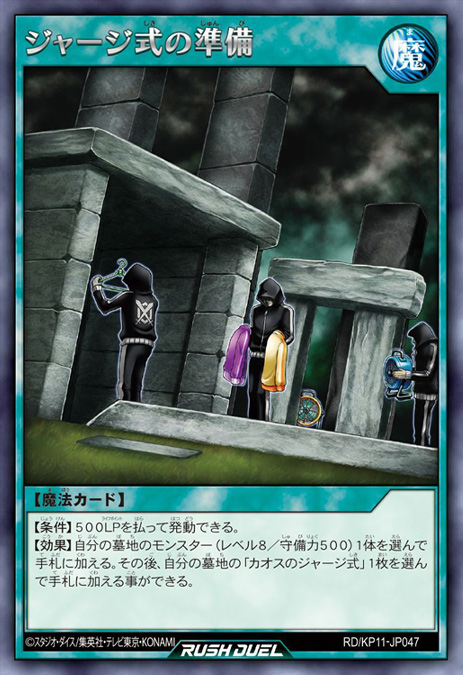 ジャージ式の準備
魔
【魔法カード】
【条件】500LPを払って発動できる。
【効果】自分の墓地のモンスター(レベル8/守備力500)1体を選んで
手札に加える。その後、自分の墓地の「カオスのジャージ式」1枚を選ん
で手札に加える事ができる。
©スタジオ・ダイス/集英社・テレビ東京・KONAMI
RUSH DUEL
RD/KP11-JP047